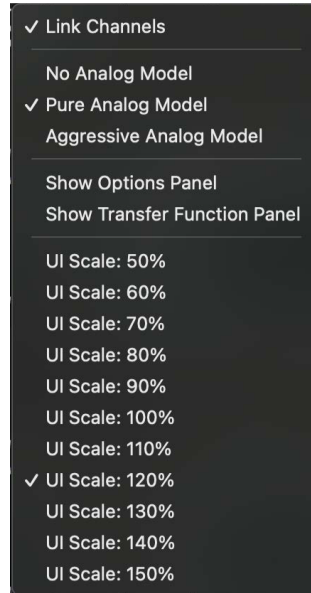 ✓ Link Channels
No Analog Model
✓ Pure Analog Model
Aggressive Analog Model
Show Options Panel
Show Transfer Function Panel
UI Scale: 50%
UI Scale: 60%
UI Scale: 70%
UI Scale: 80%
UI Scale: 90%
UI Scale: 100%
UI Scale: 110%
✓ UI Scale: 120%
UI Scale: 130%
UI Scale: 140%
UI Scale: 150%